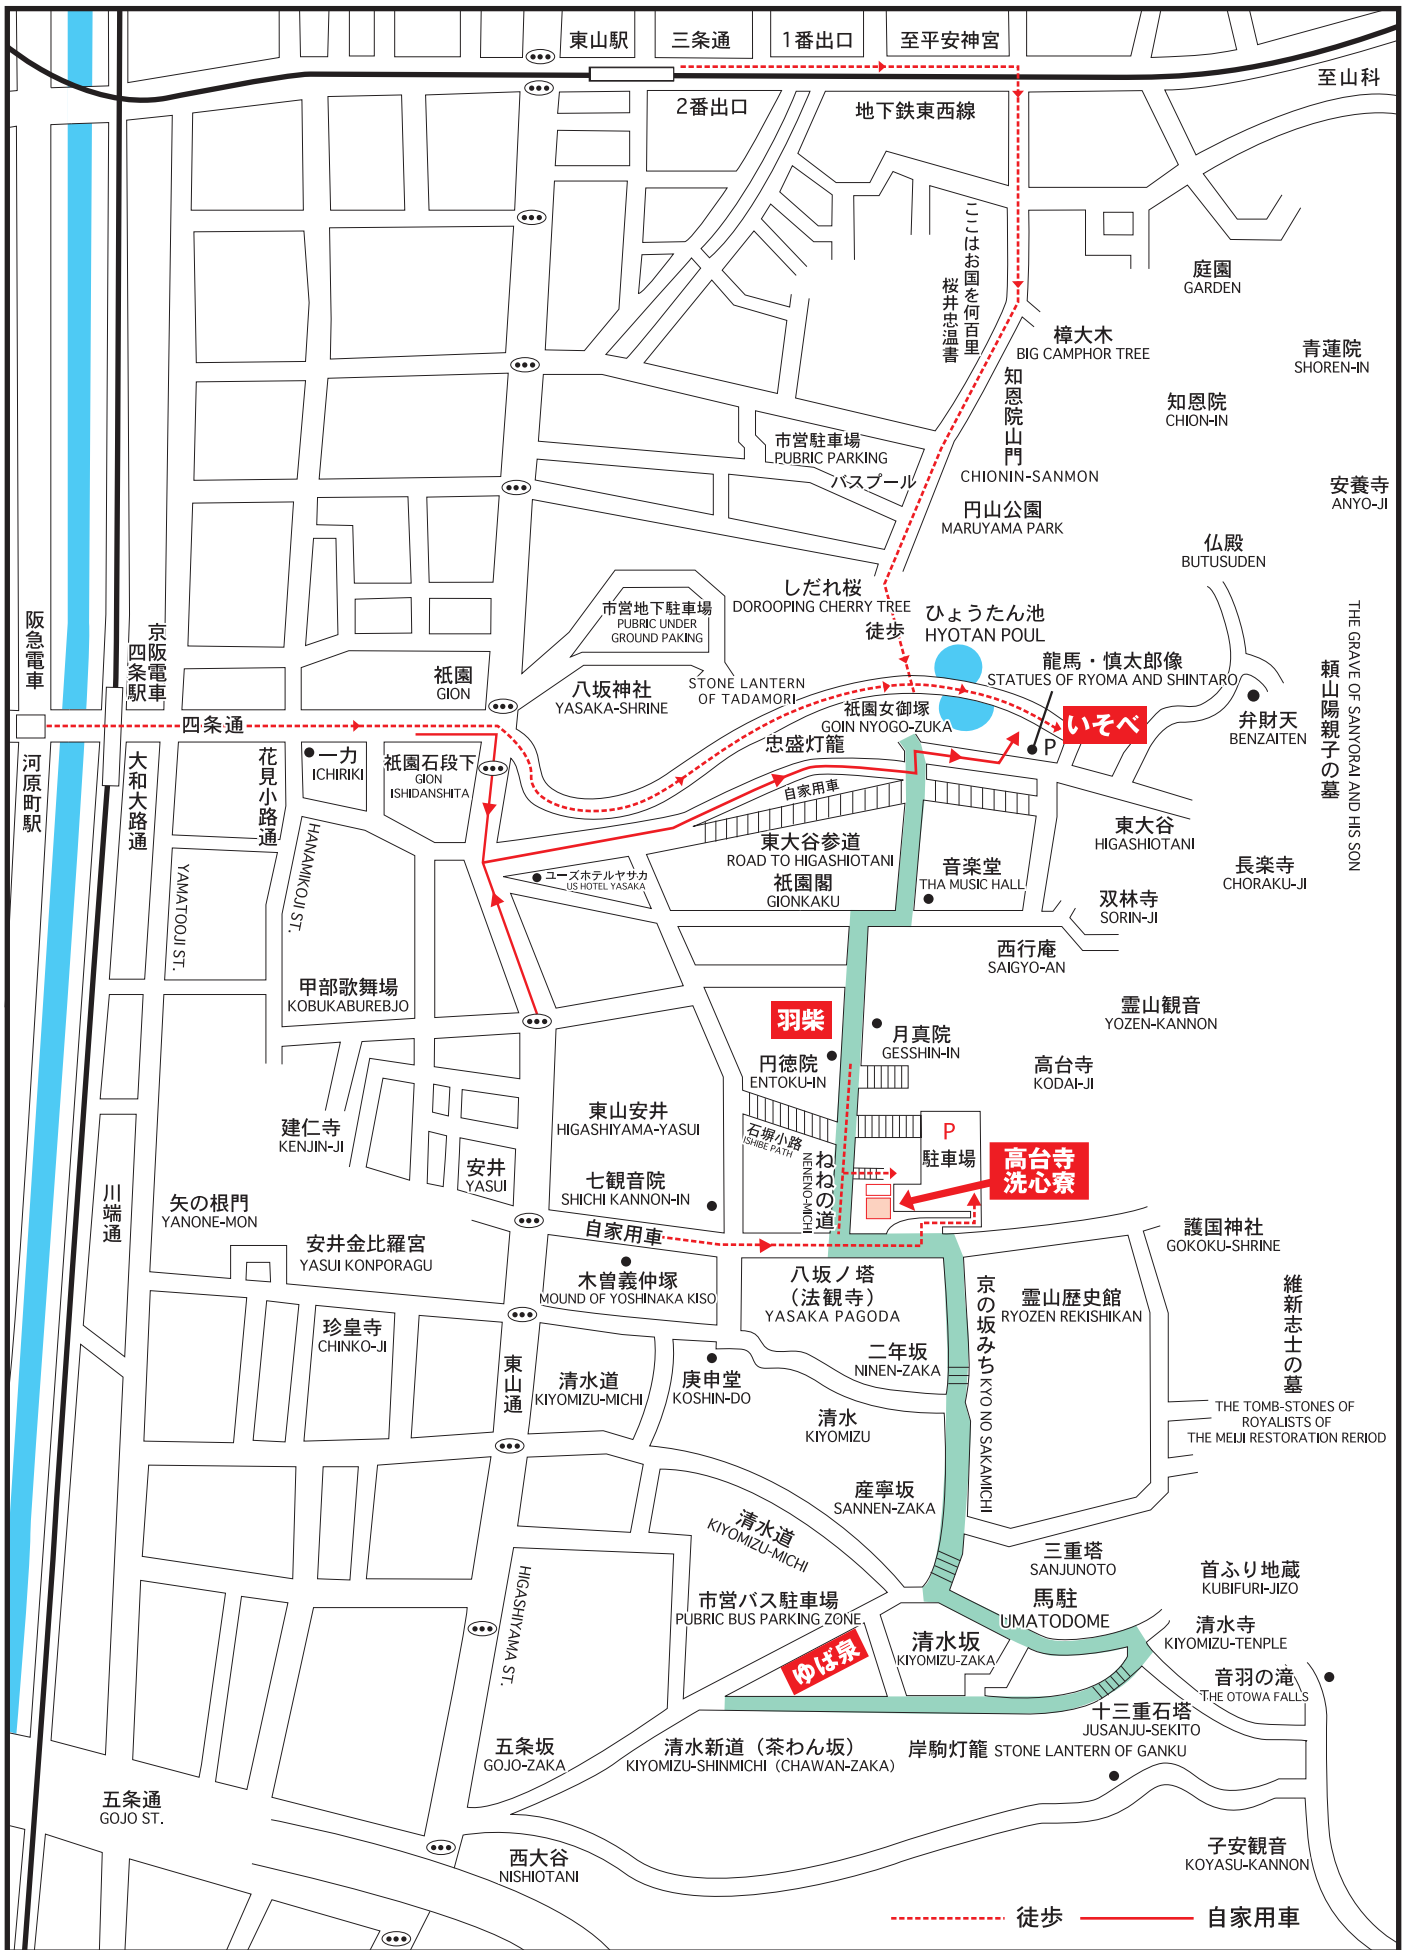 東山駅
三条通
1番出口
至平安神宮
至山科
2番出口
地下鉄東西線
ここはお国を何百里
桜井忠温書
庭園
GARDEN
樟大木
BIG CAMPHOR TREE
青蓮院
SHOREN-IN
知恩院山門
CHIONIN-SANMON
知恩院
CHION-IN
市営駐車場
PUBRIC PARKING
バスプール
安養寺
ANYO-JI
円山公園
MARUYAMA PARK
仏殿
BUTUSUDEN
しだれ桜
DOROOPING CHERRY TREE
市営地下駐車場
PUBRIC UNDER
GROUND PAKING
徒歩
ひょうたん池
HYOTAN POUL
阪急電車
京阪電車
四条駅
龍馬・慎太郎像
STATUES OF RYOMA AND SHINTARO
THE GRAVE OF SANYORAI AND HIS SON
頼山陽親子の墓
祇園
GION
八坂神社
YASAKA-SHRINE
STONE LANTERN
OF TADAMORI
祇園女御塚
GOIN NYOGO-ZUKA
いそべ
弁財天
BENZAITEN
四条通
忠盛灯籠
P
河原町駅
大和大路通
花見小路通
一力
ICHIRIKI
祇園石段下
GION
ISHIDANSHITA
自家用車
HANAMIKOJI ST.
YAMATOOJI ST.
東大谷参道
ROAD TO HIGASHIOTANI
東大谷
HIGASHIOTANI
ユーズホテルヤサカ
US HOTEL YASAKA
祇園閣
GIONKAKU
音楽堂
THA MUSIC HALL
長楽寺
CHORAKU-JI
双林寺
SORIN-JI
西行庵
SAIGYO-AN
甲部歌舞場
KOBUKABUREBJO
羽柴
霊山観音
YOZEN-KANNON
月真院
GESSHIN-IN
円徳院
ENTOKU-IN
高台寺
KODAI-JI
建仁寺
KENJIN-JI
東山安井
HIGASHIYAMA-YASUI
石塀小路
ISHIBE PATH
P
駐車場
高台寺
洗心寮
安井
YASUI
七観音院
SHICHI KANNON-IN
ねねの道
NENENO-MICHI
川端通
矢の根門
YANONE-MON
自家用車
護国神社
GOKOKU-SHRINE
安井金比羅宮
YASUI KONPORAGU
木曽義仲塚
MOUND OF YOSHINAKA KISO
八坂ノ塔
（法観寺）
YASAKA PAGODA
京の坂みち KYO NO SAKAMICHI
霊山歴史館
RYOZEN REKISHIKAN
維新志士の墓
THE TOMB-STONES OF
ROYALISTS OF
THE MEIJI RESTORATION RERIOD
珍皇寺
CHINKO-JI
東山通
清水道
KIYOMIZU-MICHI
庚申堂
KOSHIN-DO
二年坂
NINEN-ZAKA
清水
KIYOMIZU
産寧坂
SANNEN-ZAKA
清水道
KIYOMIZU-MICHI
HIGASHIYAMA ST.
三重塔
SANJUNOTO
首ふり地蔵
KUBIFURI-JIZO
市営バス駐車場
PUBRIC BUS PARKING ZONE
馬駐
UMATODOME
清水寺
KIYOMIZU-TENPLE
ゆば泉
清水坂
KIYOMIZU-ZAKA
音羽の滝
THE OTOWA FALLS
十三重石塔
JUSANJU-SEKITO
五条坂
GOJO-ZAKA
清水新道（茶わん坂）
KIYOMIZU-SHINMICHI (CHAWAN-ZAKA)
岸駒灯籠 STONE LANTERN OF GANKU
五条通
GOJO ST.
西大谷
NISHIOTANI
子安観音
KOYASU-KANNON
徒歩
自家用車